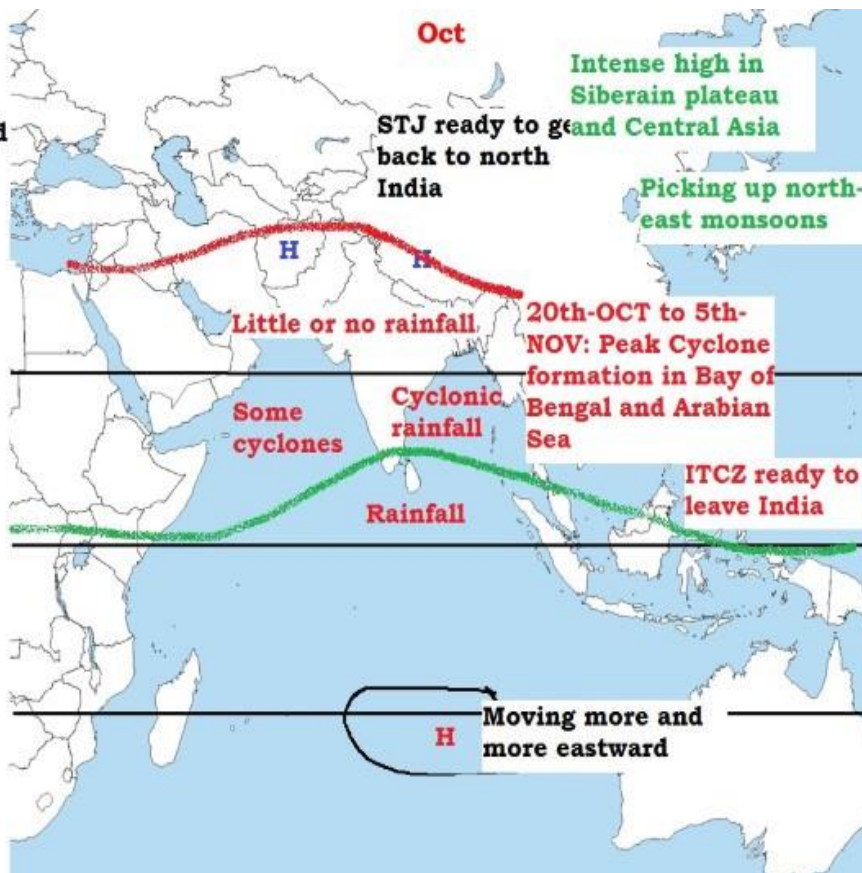 Oct
Intense high in
Siberain plateau
and Central Asia
STJ ready to ge
back to north
India
Picking up north-
east monsoons
H
H
Little or no rainfall
20th-OCT to 5th-
NOV: Peak Cyclone
formation in Bay of
Bengal and Arabian
Sea
Some
cyclones
Cyclonic
rainfall
ITCZ ready to
leave India
Rainfall
Moving more and
more eastward
H